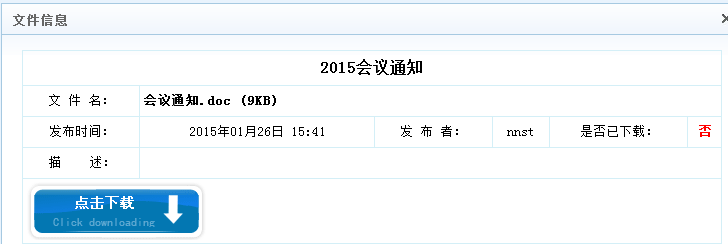 文件信息
2015会议通知
文 件 名： 会议通知.doc (9KB)
发布时间： 2015年01月26日 15:41 发 布 者： nnst 是否已下载： 否
描 述：
点击下载
Click downloading